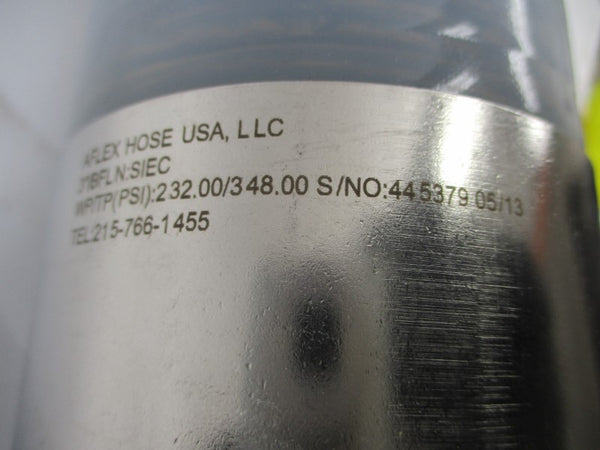 AFLEX HOSE USA, LLC
31BFLN:SIEC
WP/TP(PSI):232.00/348.00 S/NO:445379 05/13
TEL:215-766-1455